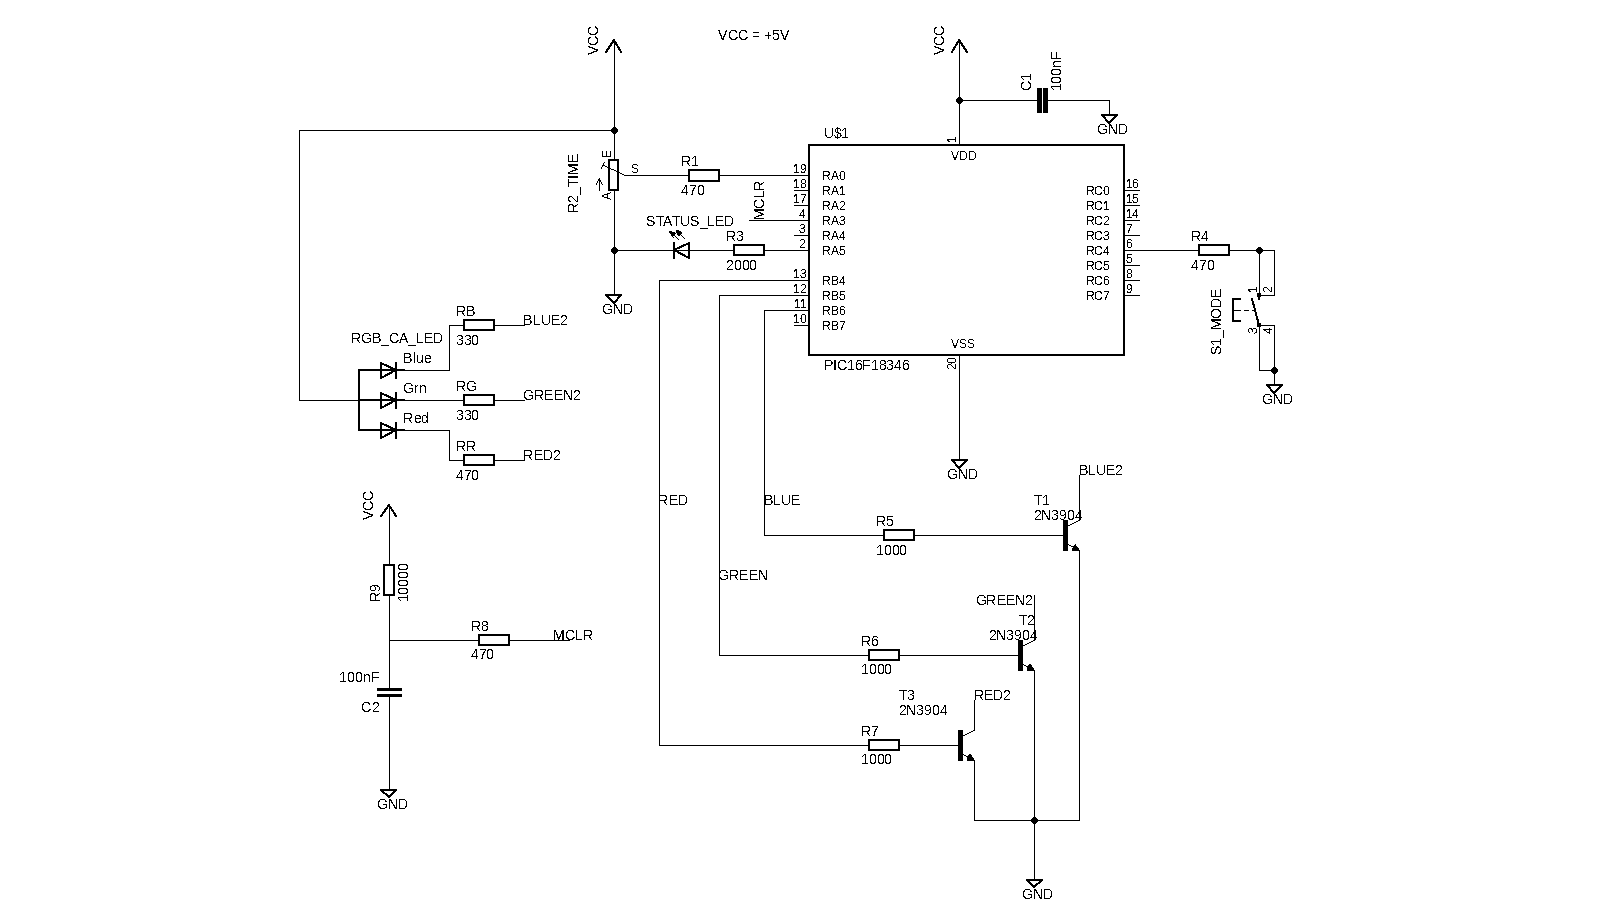 VCC
VCC = +5V
VCC
C1
100nF
GND
U$1
1
VDD
R2_TIME
E
S
A
R1
470
MCLR
STATUS_LED
R3
2000
GND
19 RA0
18 RA1
17 RA2
4 RA3
3 RA4
2 RA5
13 RB4
12 RB5
11 RB6
10 RB7
RC0 16
RC1 15
RC2 14
RC3 7
RC4 6
RC5 5
RC6 8
RC7 9
VSS
20
PIC16F18346
GND
R4
470
S1_MODE
1
2
3
4
GND
RGB_CA_LED
Blue
Grn
Red
RB
330
BLUE2
RG
330
GREEN2
RR
470
RED2
VCC
R9
10000
R8
470
MCLR
100nF
C2
GND
RED
GREEN
BLUE
R5
1000
T1
2N3904
BLUE2
R6
1000
GREEN2
T2
2N3904
R7
1000
T3
2N3904
RED2
GND